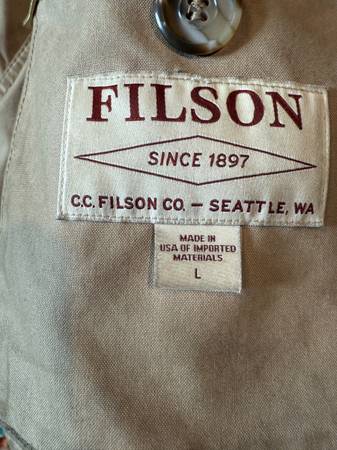 FILSON
SINCE 1897
C.C. FILSON CO. – SEATTLE, WA
MADE IN
USA OF IMPORTED
MATERIALS
L